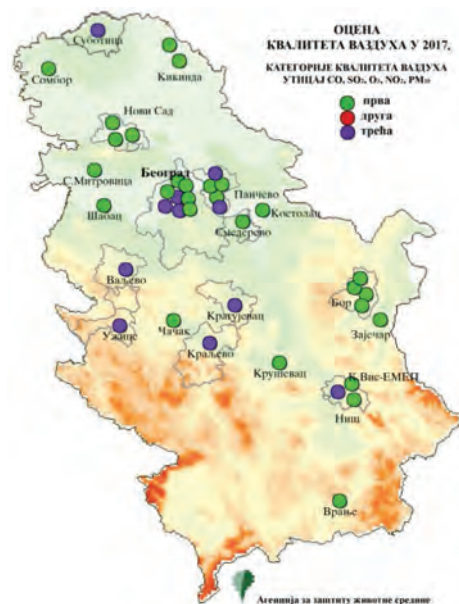 ОЦЕНА
КВАЛИТЕТА ВАЗДУХА У 2017.
КАТЕГОРИЈЕ КВАЛИТЕТА ВАЗДУХА
УТИЦАЈ CO, SO₂, O₃, NO₂, PM₁₀
прва
друга
трећа
Суботица
Сомбор
Кикинда
Нови Сад
Београд
С.Митровица
Панчево
Шабац
Костолац
Смедерево
Ваљево
Бор
Крагујевац
Ужице
Чачак
Зајечар
Краљево
Крушевац
К.Вис-ЕМЕП
Ниш
Врање
Агенција за заштиту животне средине